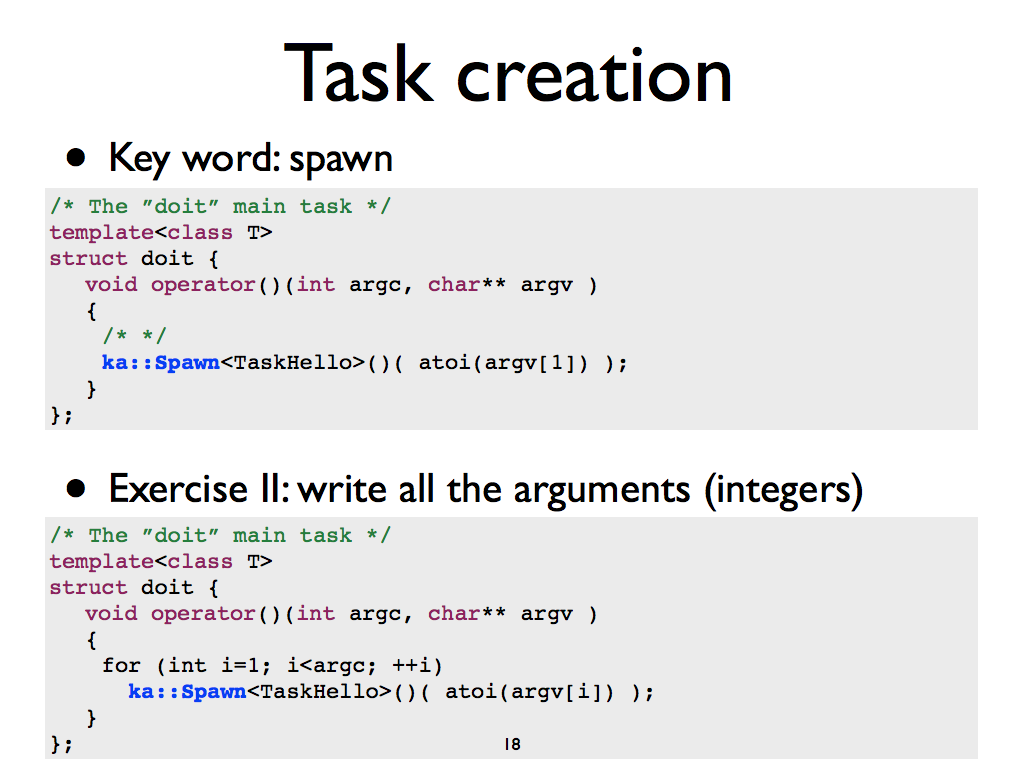 Task creation
• Key word: spawn
/* The ”doit” main task */
template<class T>
struct doit {
void operator()(int argc, char** argv )
{
/* */
ka::Spawn<TaskHello>()( atoi(argv[1]) );
}
};
• Exercise II: write all the arguments (integers)
/* The ”doit” main task */
template<class T>
struct doit {
void operator()(int argc, char** argv )
{
for (int i=1; i<argc; ++i)
ka::Spawn<TaskHello>()( atoi(argv[i]) );
}
};
18